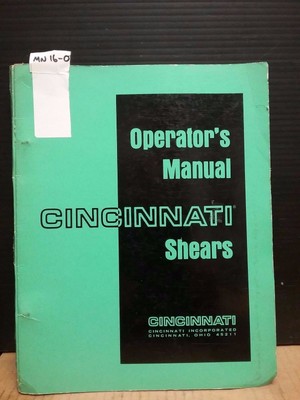 MN 16-0
Operator's
Manual
CINCINNATI®
Shears
CINCINNATI
CINCINNATI INCORPORATED
CINCINNATI, OHIO 45211